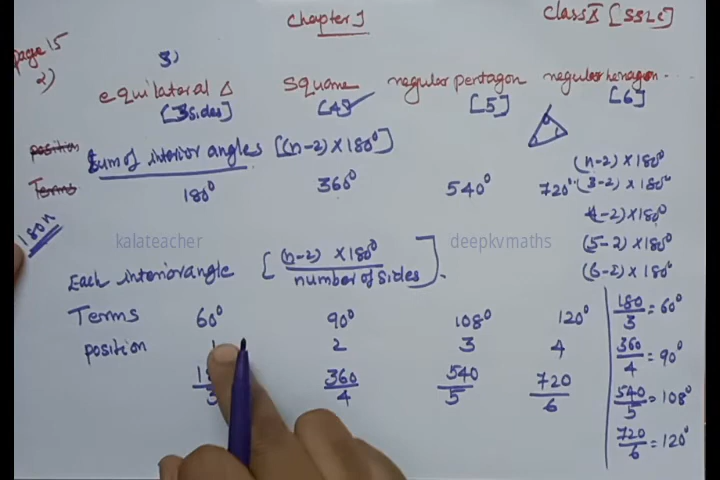 Chapter 1
Class X [SSLC]
page 15
2)
3)
equilateral Δ square regular pentagon regular hexagon...
[3 sides] [4] [5] [6]
position
Sum of interior angles [(n-2) × 180°]
Terms
180° 360° 540° 720°
(n-2) × 180°
(3-2) × 180°
4-2) × 180°
(5-2) × 180°
(6-2) × 180°
180n
kalateacher deepkvmaths
Each interior angle [(n-2) × 180° / number of sides].
Terms 60° 90° 108° 120°
position 1 2 3 4
360/4 540/5 720/6
180/3 = 60°
360/4 = 90°
540/5 = 108°
720/6 = 120°